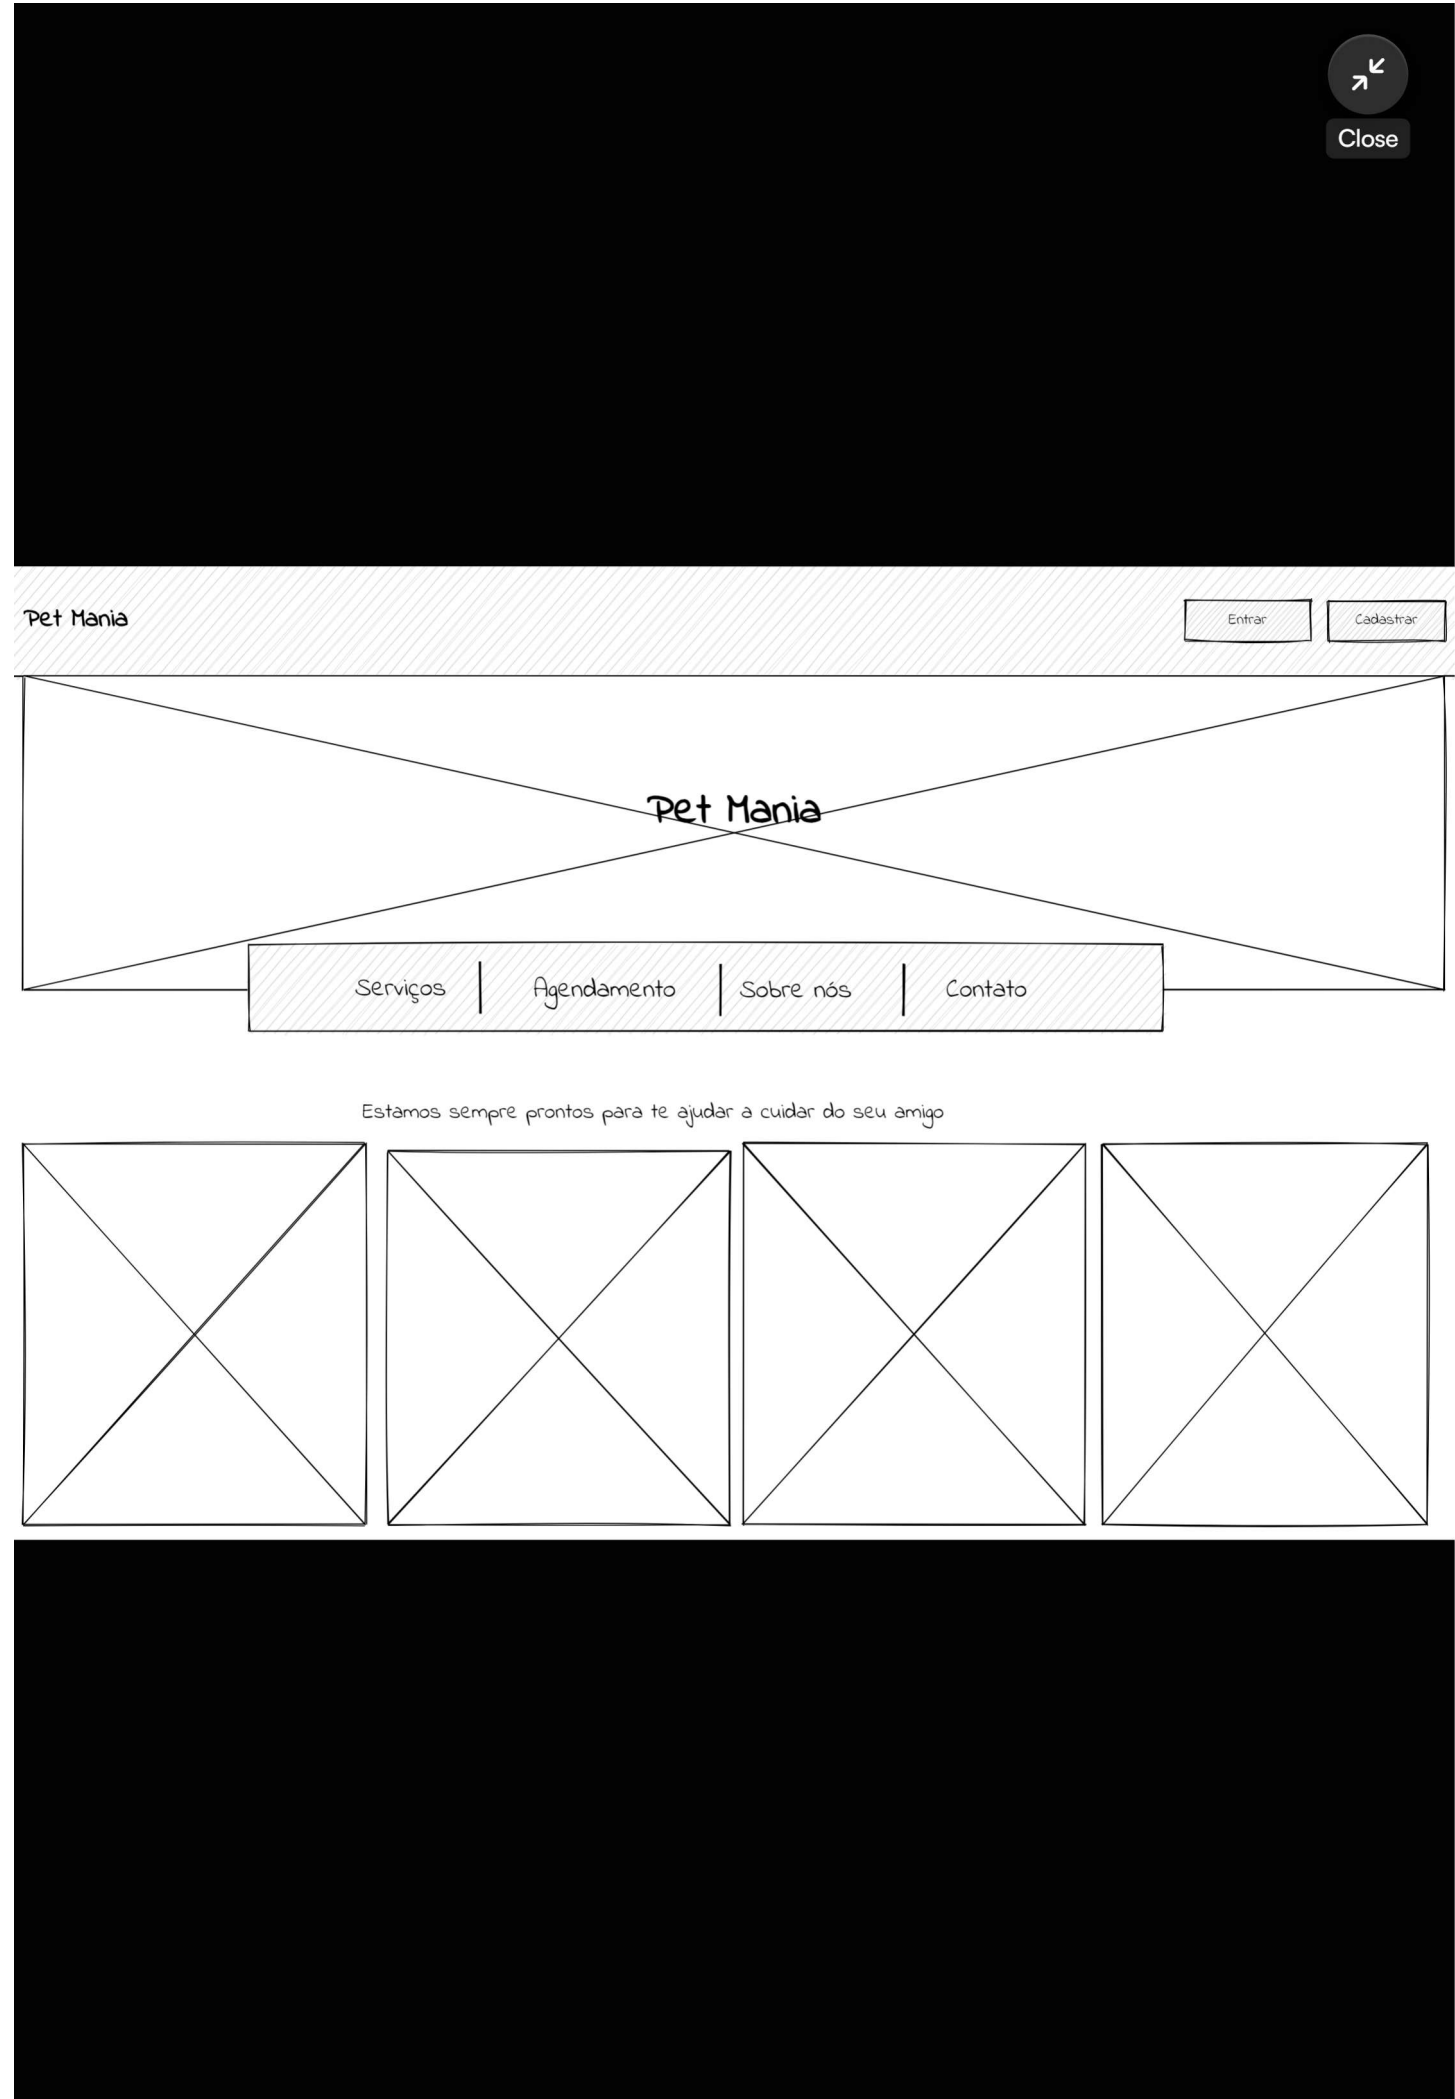 Close
Pet Mania
Entrar
Cadastrar
Pet Mania
Serviços
Agendamento
Sobre nós
Contato
Estamos sempre prontos para te ajudar a cuidar do seu amigo